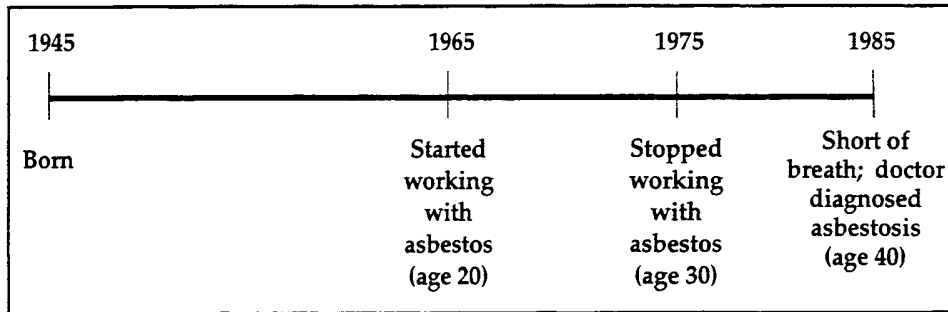 1945 1965 1975 1985
Born
Started
working
with
asbestos
(age 20)
Stopped
working
with
asbestos
(age 30)
Short of
breath; doctor
diagnosed
asbestosis
(age 40)